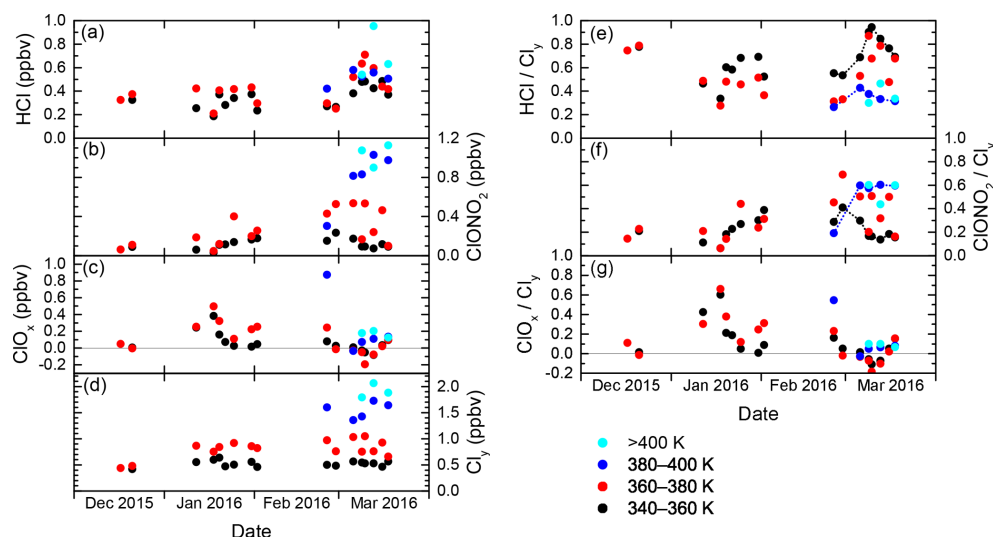 (a)
HCl (ppbv)
1.0
0.8
0.6
0.4
0.2
0.0
(b)
ClONO2 (ppbv)
1.2
0.8
0.4
0.0
(c)
ClOx (ppbv)
1.0
0.8
0.6
0.4
0.2
0.0
-0.2
(d)
Cly (ppbv)
2.0
1.5
1.0
0.5
0.0
Dec 2015 Jan 2016 Feb 2016 Mar 2016
Date
(e)
HCl / Cly
1.0
0.8
0.6
0.4
0.2
0.0
(f)
ClONO2 / Cly
1.0
0.8
0.6
0.4
0.2
0.0
(g)
ClOx / Cly
1.0
0.8
0.6
0.4
0.2
0.0
-0.2
Dec 2015 Jan 2016 Feb 2016 Mar 2016
Date
>400 K
380–400 K
360–380 K
340–360 K